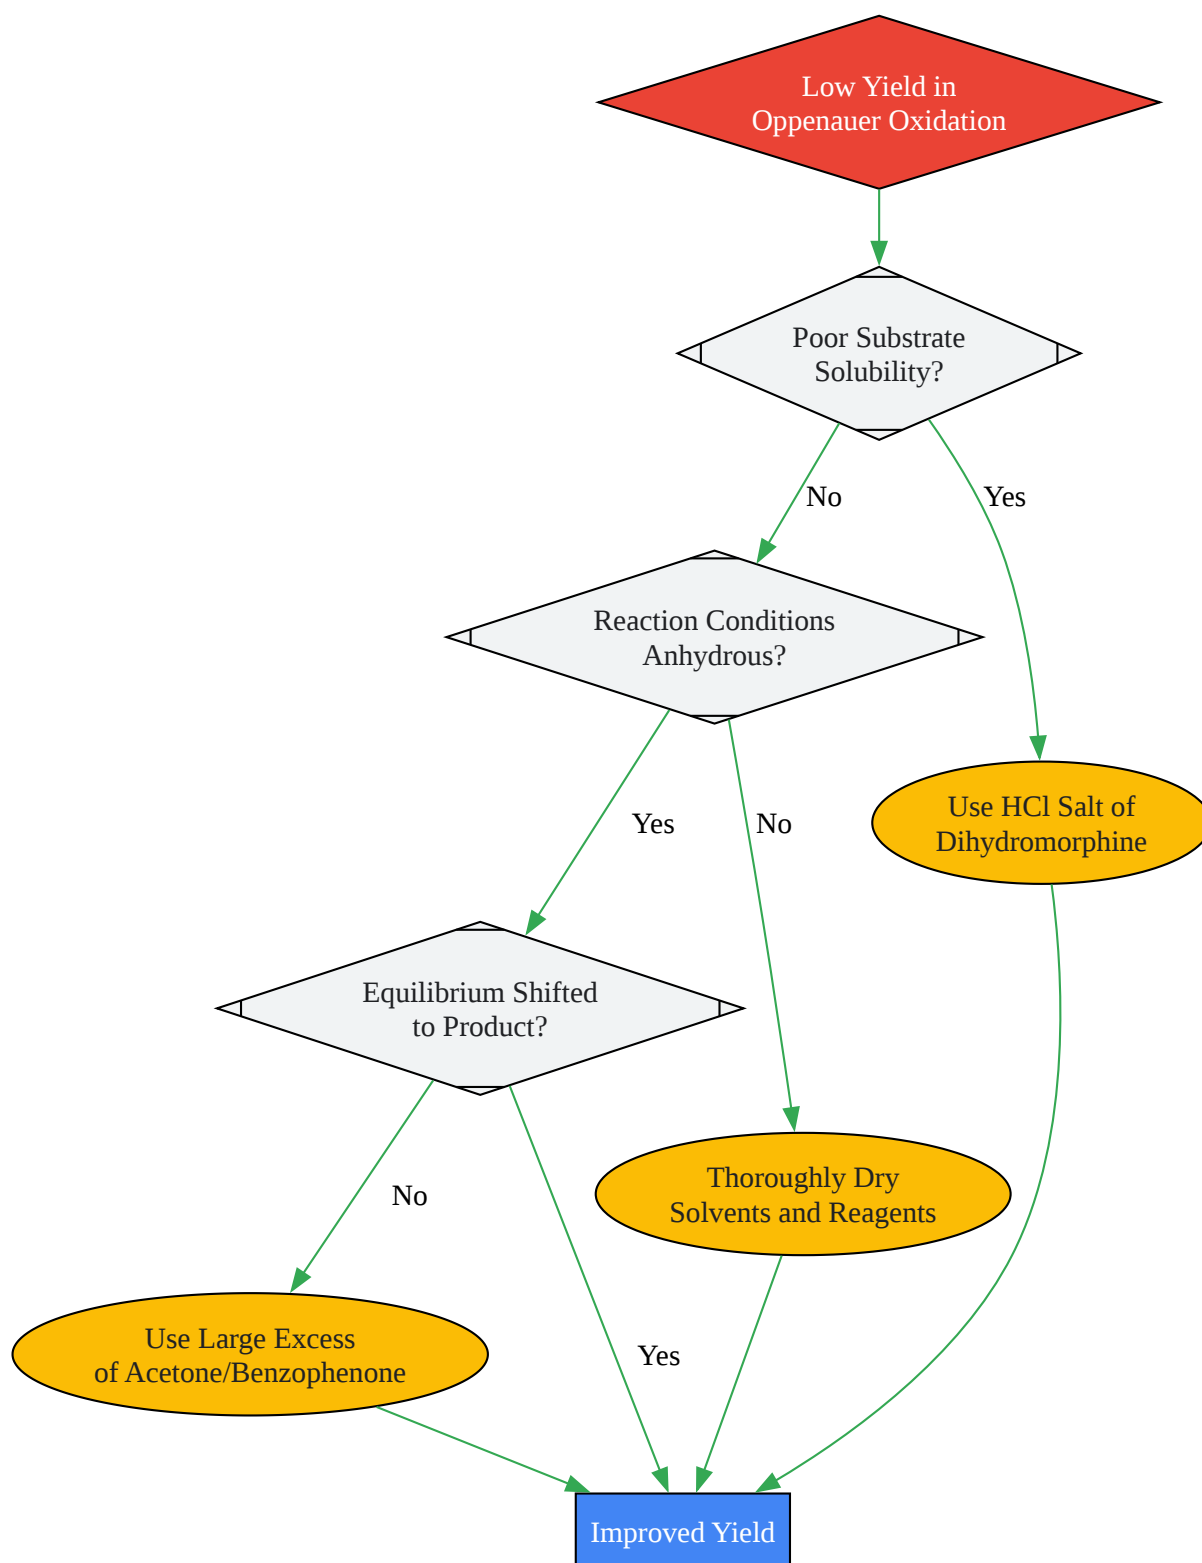 Low Yield in
Oppenauer Oxidation
Poor Substrate
Solubility?
No
Yes
Reaction Conditions
Anhydrous?
Yes
No
Use HCl Salt of
Dihydromorphine
Equilibrium Shifted
to Product?
No
Yes
Thoroughly Dry
Solvents and Reagents
Use Large Excess
of Acetone/Benzophenone
Improved Yield